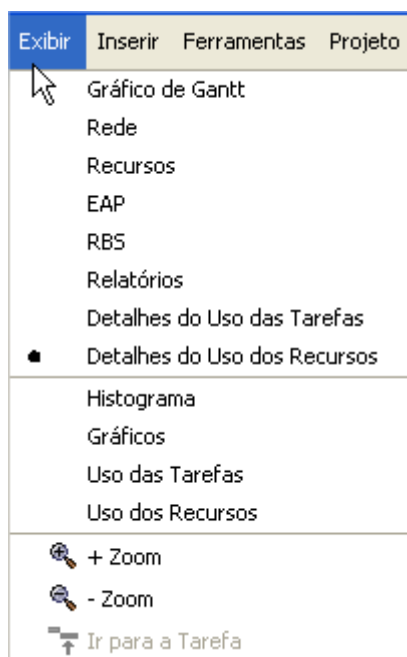 Exibir Inserir Ferramentas Projeto
Gráfico de Gantt
Rede
Recursos
EAP
RBS
Relatórios
Detalhes do Uso das Tarefas
Detalhes do Uso dos Recursos
Histograma
Gráficos
Uso das Tarefas
Uso dos Recursos
+ Zoom
- Zoom
Ir para a Tarefa